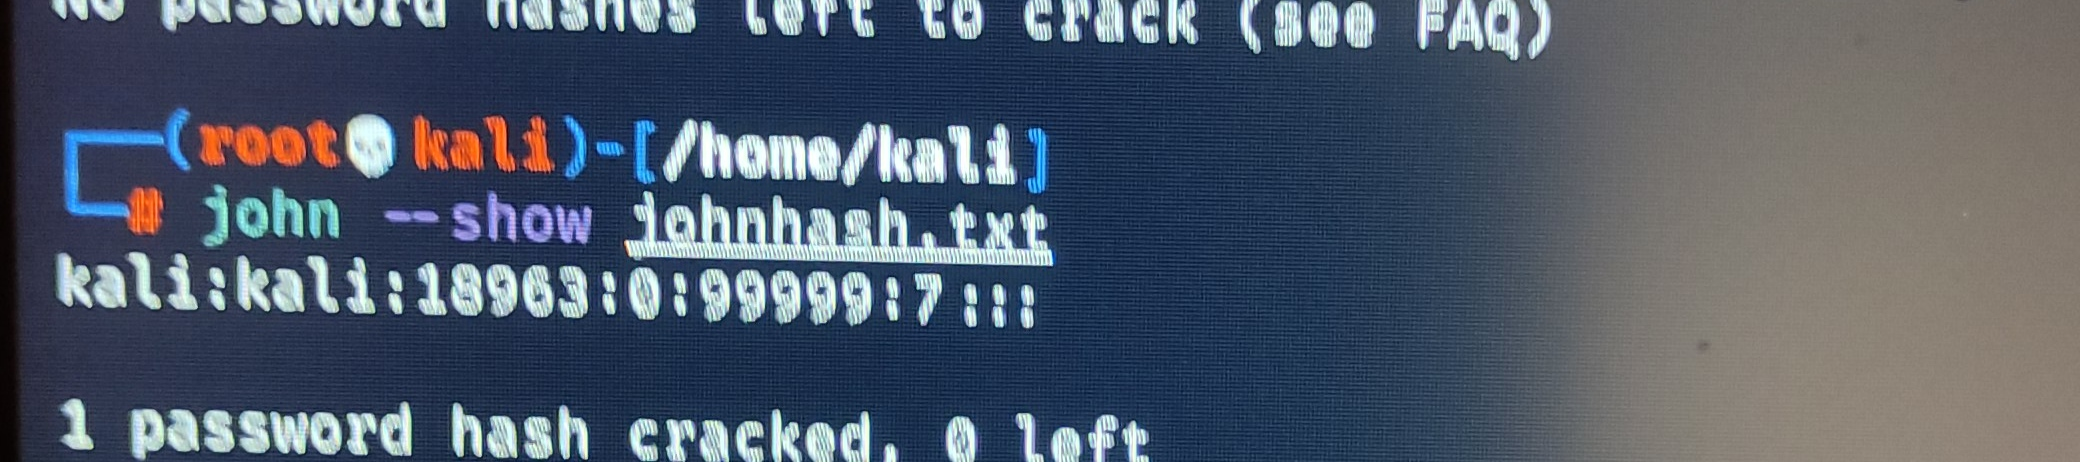 No password hashes left to crack (see FAQ)
(root💀kali)-[/home/kali]
# john --show johnhash.txt
kali:kali:18963:0:99999:7:::
1 password hash cracked, 0 left